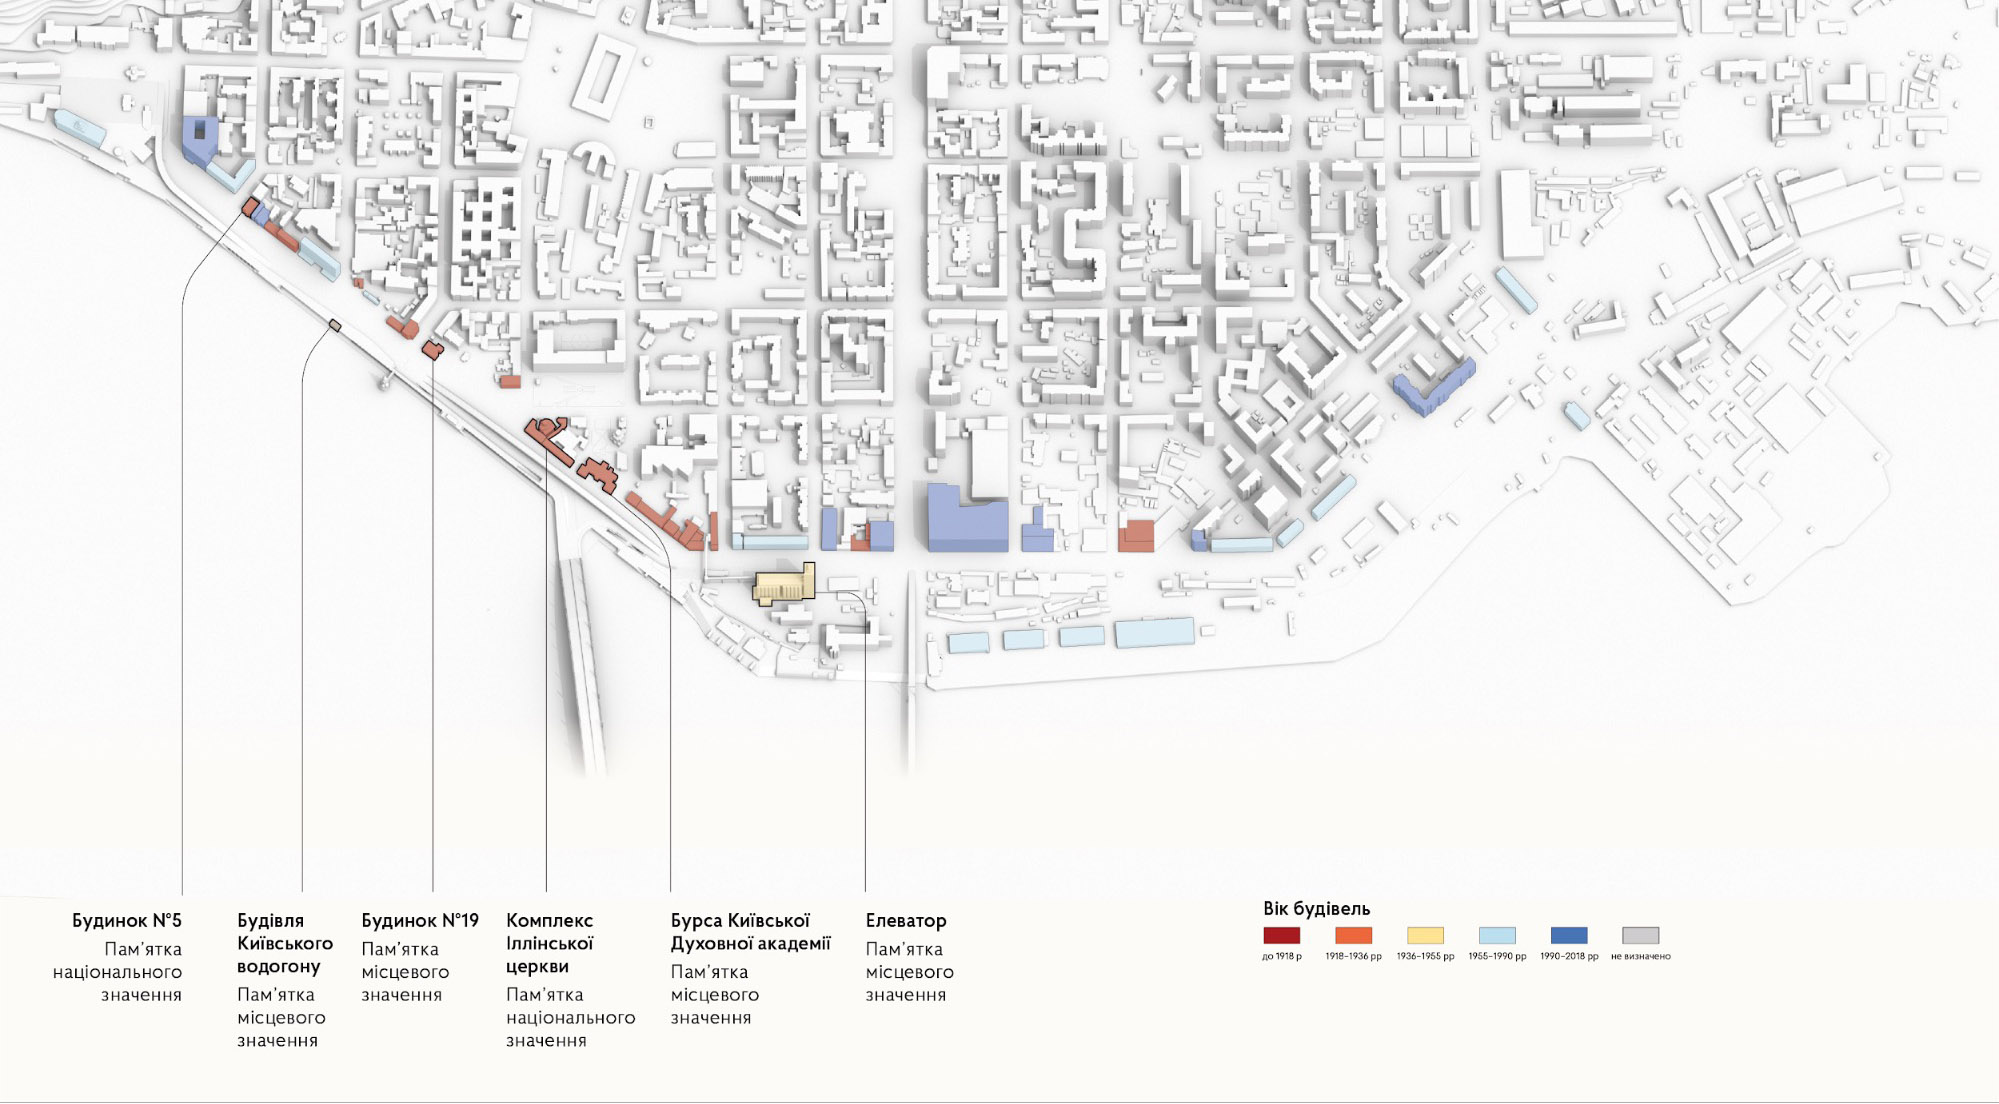 Будинок N°5
Пам'ятка
національного
значення
Будівля
Київського
водогону
Пам'ятка
місцевого
значення
Будинок N°19
Пам'ятка
місцевого
значення
Комплекс
Іллінської
церкви
Пам'ятка
національного
значення
Бурса Київської
Духовної академії
Пам'ятка
місцевого
значення
Елеватор
Пам'ятка
місцевого
значення
Вік будівель
до 1918 р
1918–1936 рр
1936–1955 рр
1955–1990 рр
1990–2018 рр
не визначено